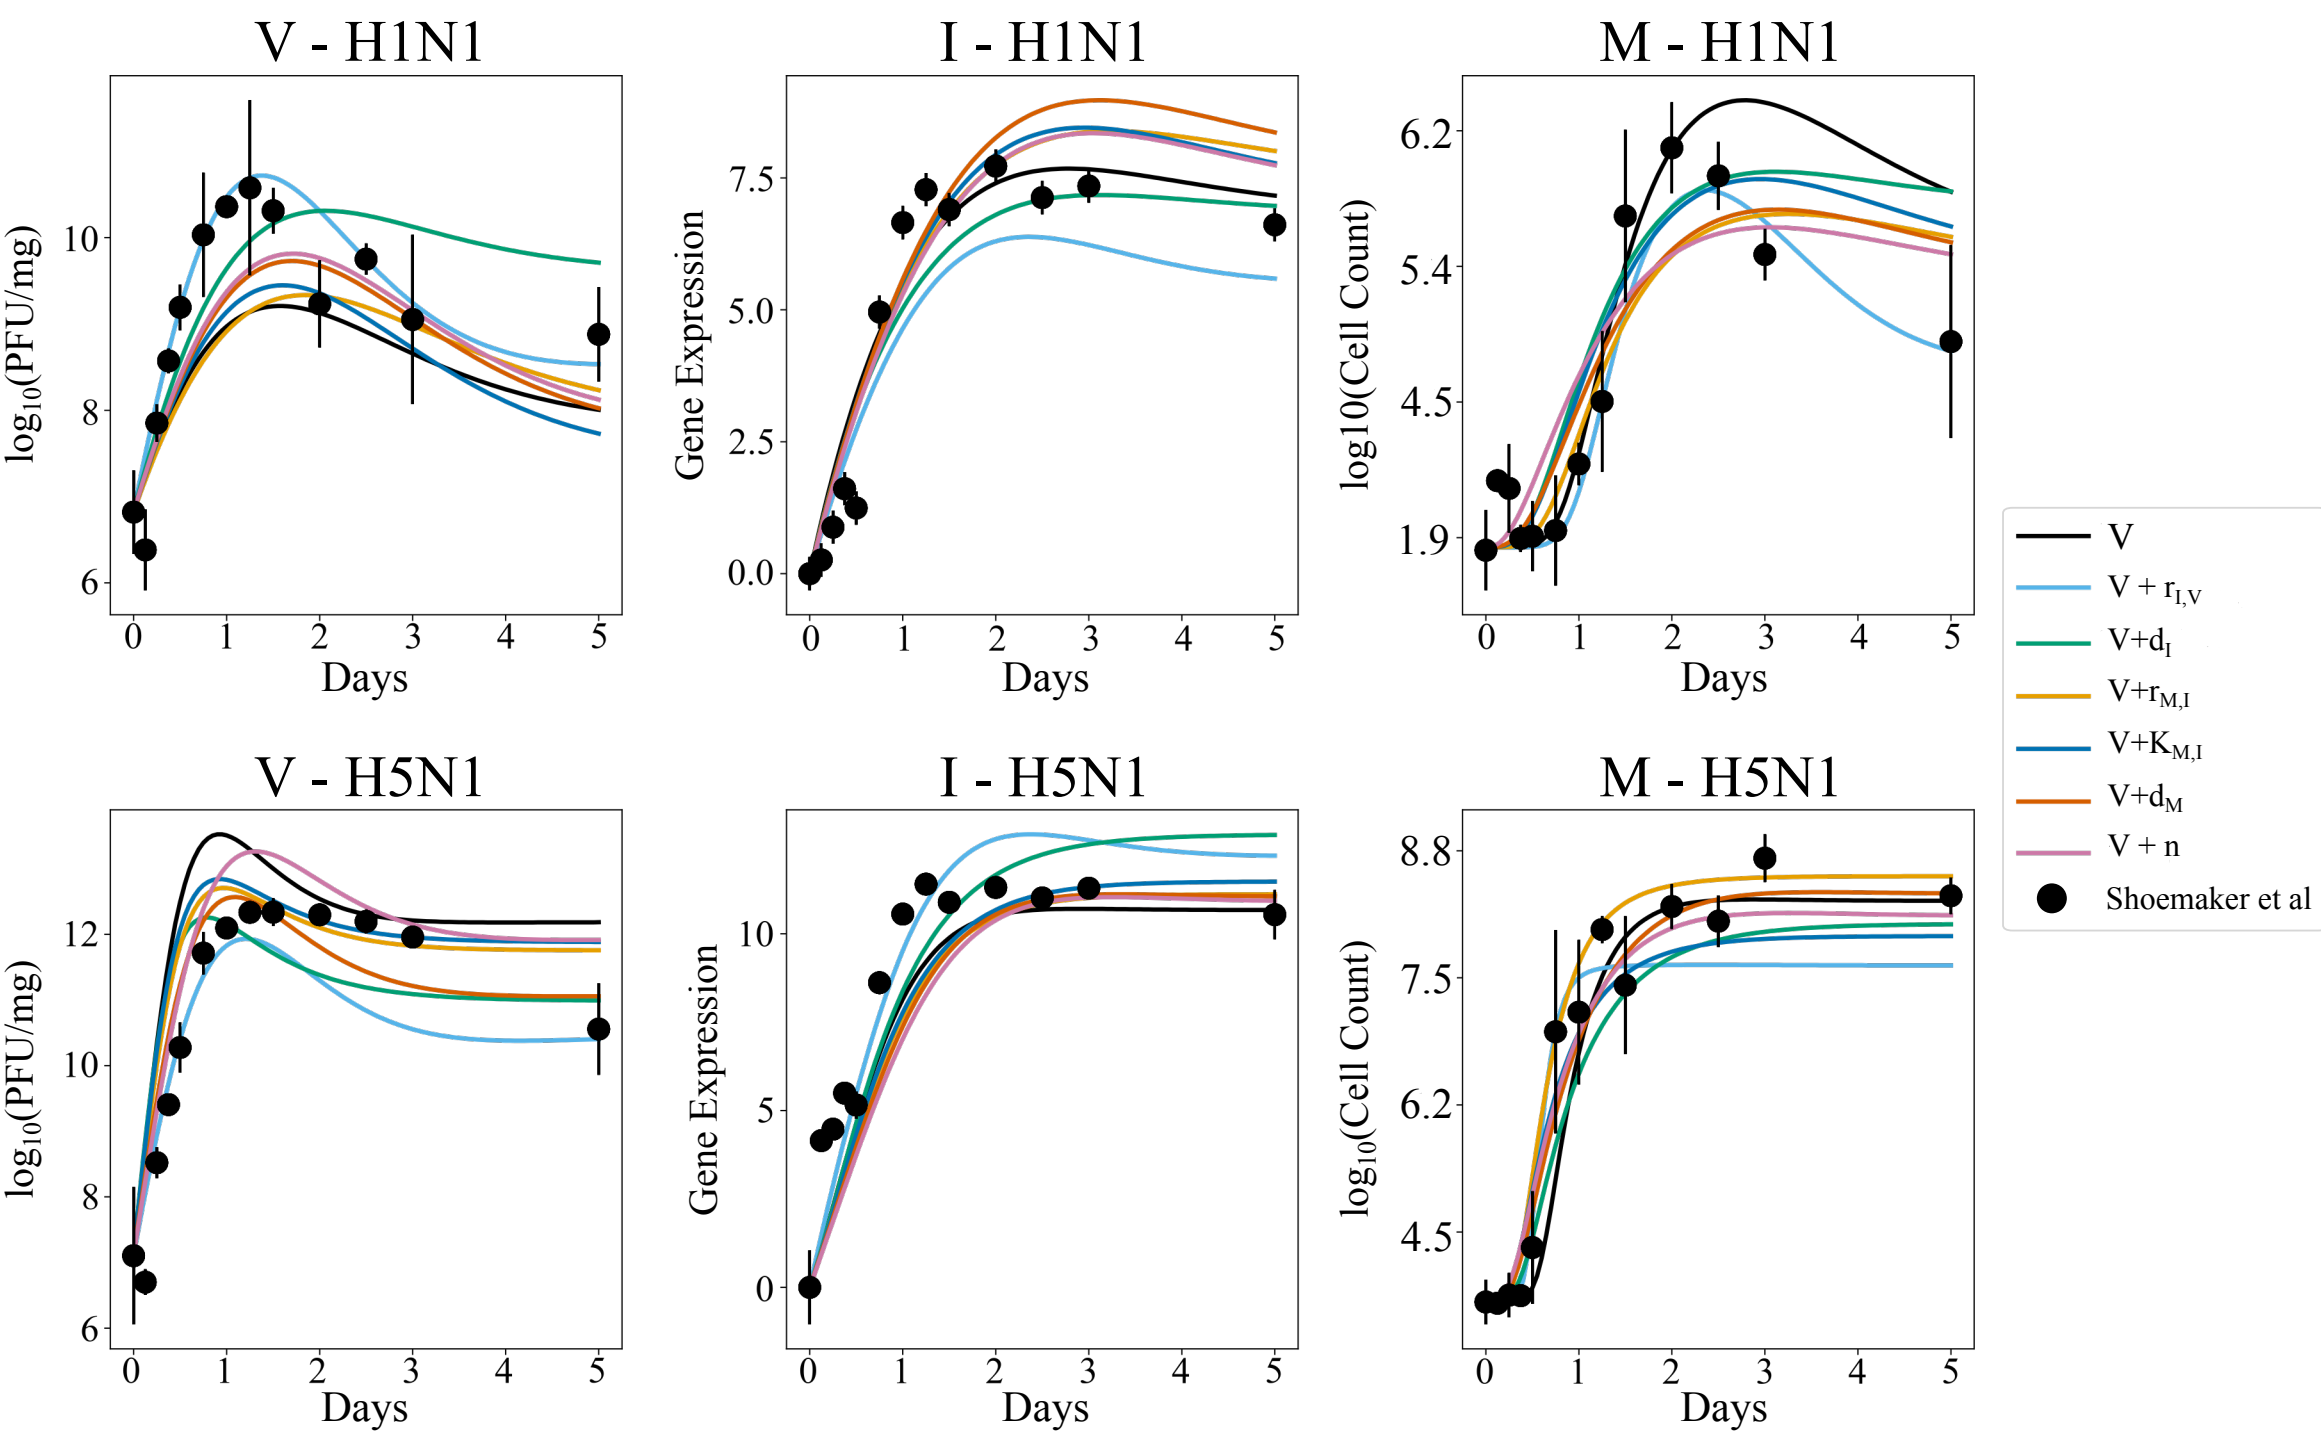 V - H1N1
I - H1N1
M - H1N1
log₁₀(PFU/mg)
10
8
6
0 1 2 3 4 5
Days
Gene Expression
7.5
5.0
2.5
0.0
0 1 2 3 4 5
Days
log10(Cell Count)
6.2
5.4
4.5
1.9
0 1 2 3 4 5
Days
V - H5N1
I - H5N1
M - H5N1
log₁₀(PFU/mg)
12
10
8
6
0 1 2 3 4 5
Days
Gene Expression
10
5
0
0 1 2 3 4 5
Days
log₁₀(Cell Count)
8.8
7.5
6.2
4.5
0 1 2 3 4 5
Days
V
V + r_I,V
V+d_I
V+r_M,I
V+K_M,I
V+d_M
V + n
Shoemaker et al